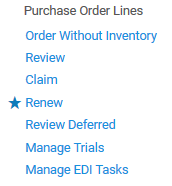 Purchase Order Lines
Order Without Inventory
Review
Claim
Renew
Review Deferred
Manage Trials
Manage EDI Tasks